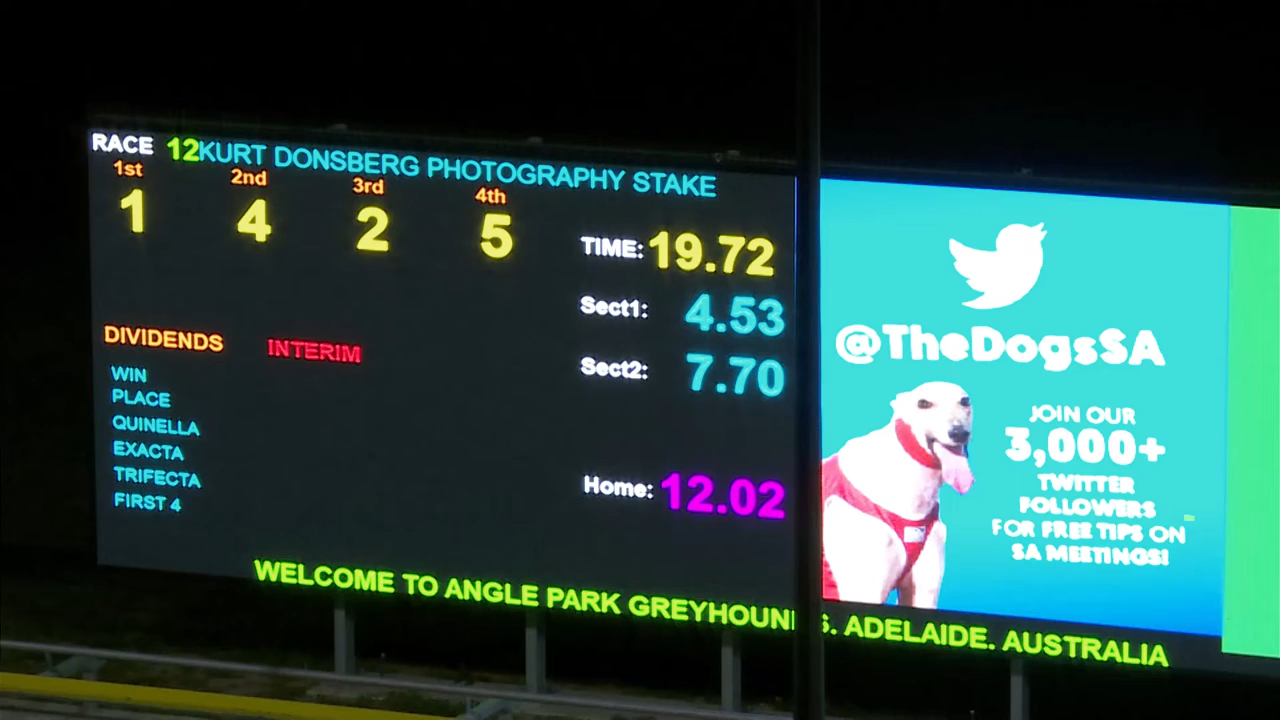 RACE 12KURT DONSBERG PHOTOGRAPHY STAKE
1st 2nd 3rd 4th
1 4 2 5
TIME: 19.72
Sect1: 4.53
Sect2: 7.70
Home: 12.02
DIVIDENDS INTERIM
WIN
PLACE
QUINELLA
EXACTA
TRIFECTA
FIRST 4
@TheDogsSA
JOIN OUR
3,000+
TWITTER
FOLLOWERS
FOR FREE TIPS ON
SA MEETINGS!
WELCOME TO ANGLE PARK GREYHOUNDS. ADELAIDE. AUSTRALIA